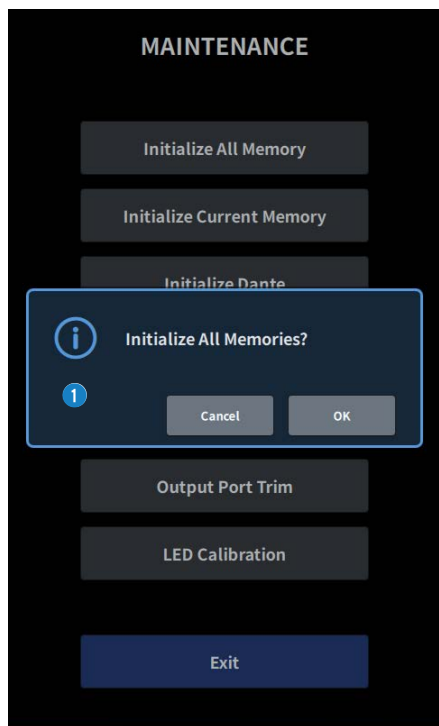 MAINTENANCE
Initialize All Memory
Initialize Current Memory
Initialize Dante
Initialize All Memories?
1
Cancel OK
Output Port Trim
LED Calibration
Exit